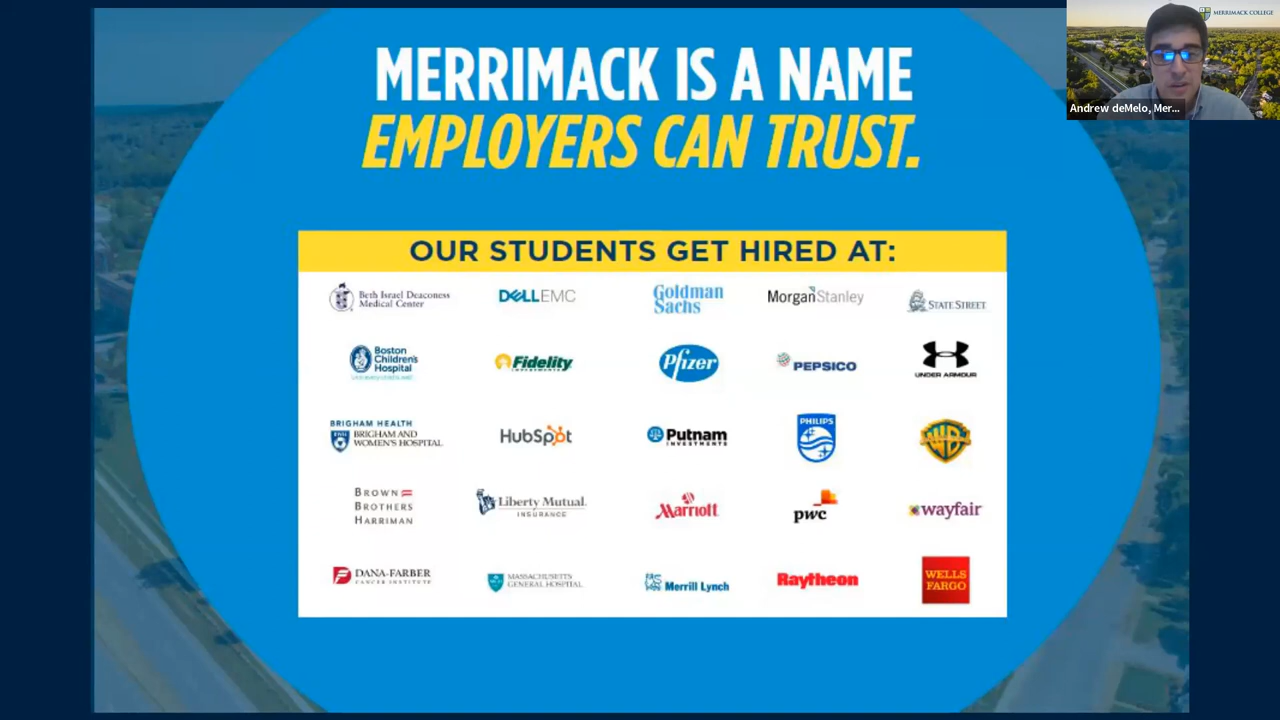 MERRIMACK COLLEGE
MERRIMACK IS A NAME
EMPLOYERS CAN TRUST.
Andrew deMelo, Mer...
OUR STUDENTS GET HIRED AT:
Beth Israel Deaconess
Medical Center
DELL EMC
Goldman
Sachs
Morgan Stanley
STATE STREET
Boston
Children's
Hospital
Fidelity
INVESTMENTS
Pfizer
PEPSICO
UNDER ARMOUR
BRIGHAM HEALTH
BRIGHAM AND
WOMEN'S HOSPITAL
HubSpot
Putnam
INVESTMENTS
PHILIPS
WB
BROWN
BROTHERS
HARRIMAN
Liberty Mutual.
INSURANCE
Marriott
pwc
wayfair
DANA-FARBER
CANCER INSTITUTE
MASSACHUSETTS
GENERAL HOSPITAL
Merrill Lynch
Raytheon
WELLS
FARGO